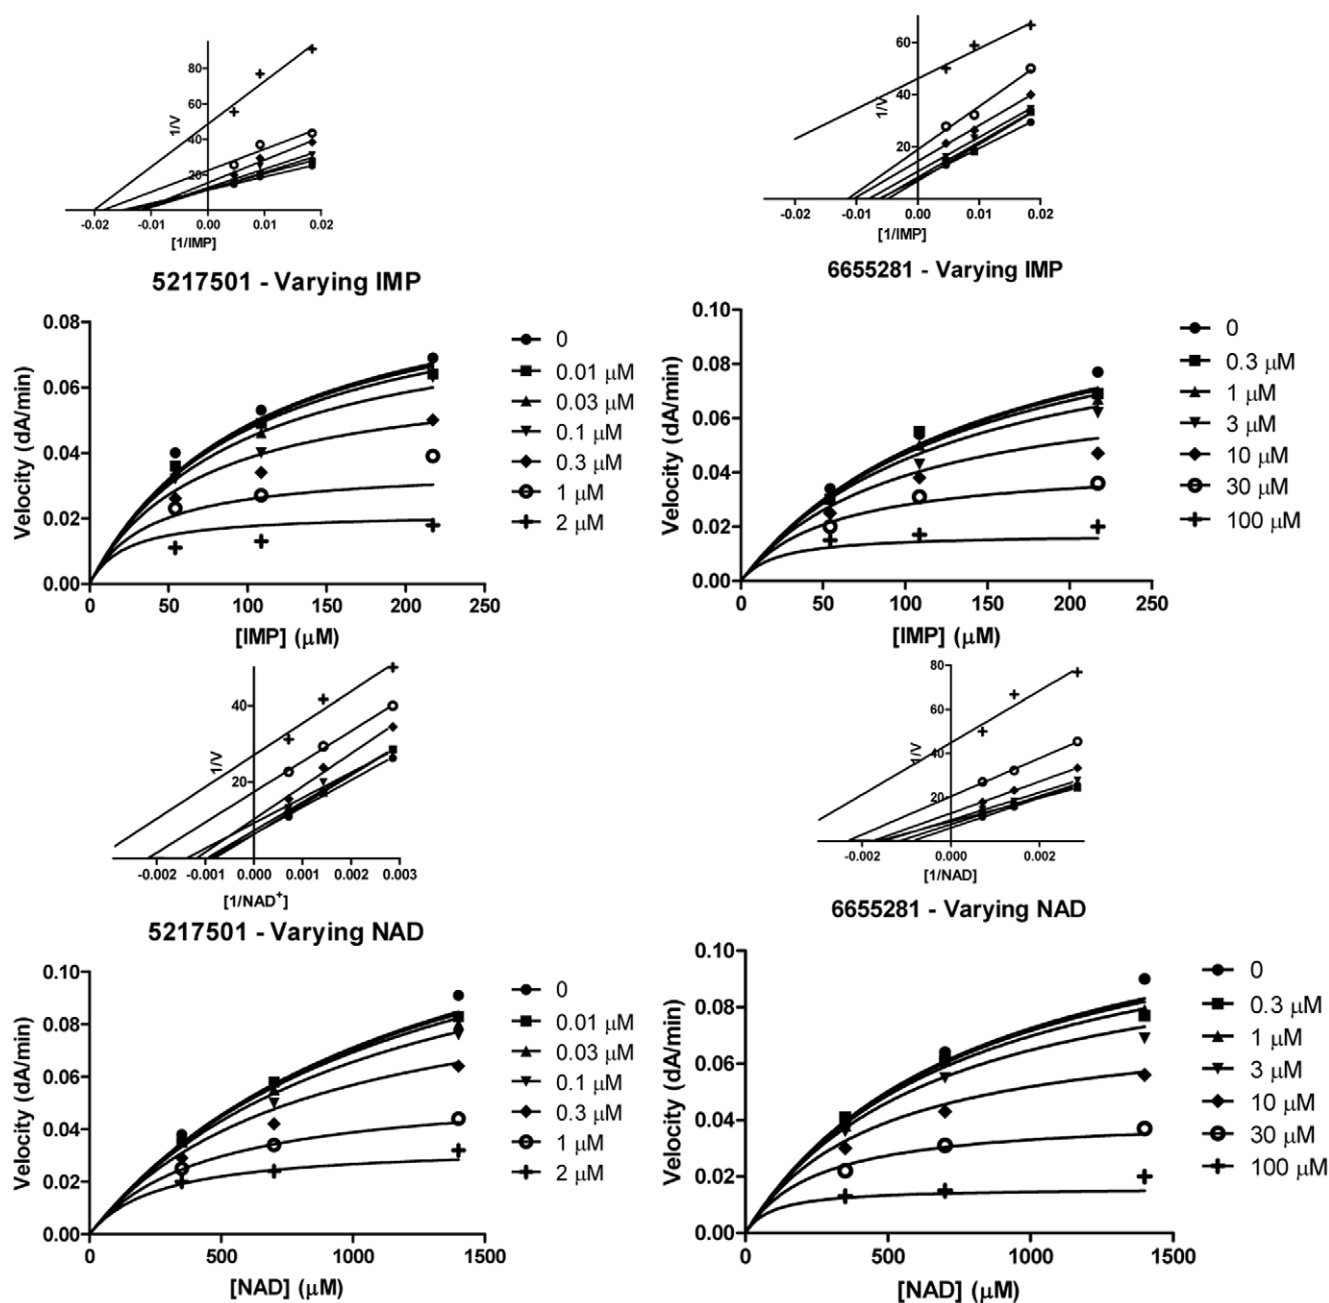 80
60
40
20
1/V
-0.02 -0.01 0.00 0.01 0.02
[1/IMP]
60
40
20
1/V
-0.02 -0.01 0.00 0.01 0.02
[1/IMP]
5217501 - Varying IMP
0.08
0.06
0.04
0.02
0.00
Velocity (dA/min)
0 50 100 150 200 250
[IMP] (μM)
0
0.01 μM
0.03 μM
0.1 μM
0.3 μM
1 μM
2 μM
6655281 - Varying IMP
0.10
0.08
0.06
0.04
0.02
0.00
Velocity (dA/min)
0 50 100 150 200 250
[IMP] (μM)
0
0.3 μM
1 μM
3 μM
10 μM
30 μM
100 μM
40
20
1/V
-0.002 -0.001 0.000 0.001 0.002 0.003
[1/NAD⁺]
80
60
40
20
1/V
-0.002 0.000 0.002
[1/NAD]
5217501 - Varying NAD
0.10
0.08
0.06
0.04
0.02
0.00
Velocity (dA/min)
0 500 1000 1500
[NAD] (μM)
0
0.01 μM
0.03 μM
0.1 μM
0.3 μM
1 μM
2 μM
6655281 - Varying NAD
0.10
0.08
0.06
0.04
0.02
0.00
Velocity (dA/min)
0 500 1000 1500
[NAD] (μM)
0
0.3 μM
1 μM
3 μM
10 μM
30 μM
100 μM